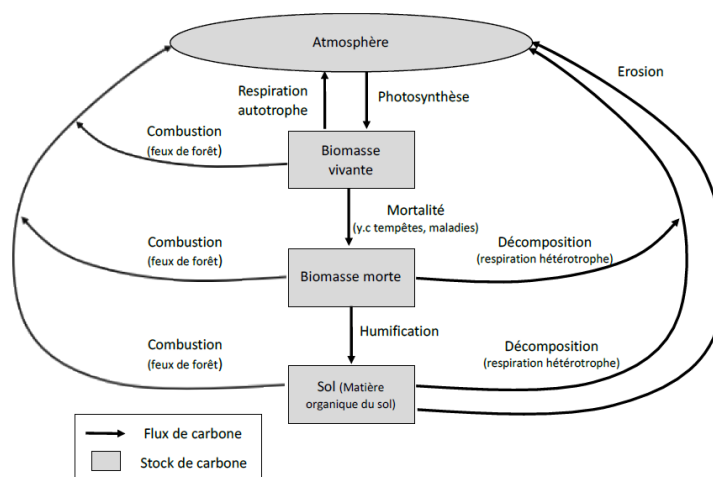 Atmosphère
Erosion
Respiration
autotrophe
Photosynthèse
Combustion
(feux de forêt)
Biomasse
vivante
Mortalité
(y.c tempêtes, maladies)
Combustion
(feux de forêt)
Biomasse morte
Décomposition
(respiration hétérotrophe)
Humification
Combustion
(feux de forêt)
Sol (Matière
organique du sol)
Décomposition
(respiration hétérotrophe)
Flux de carbone
Stock de carbone